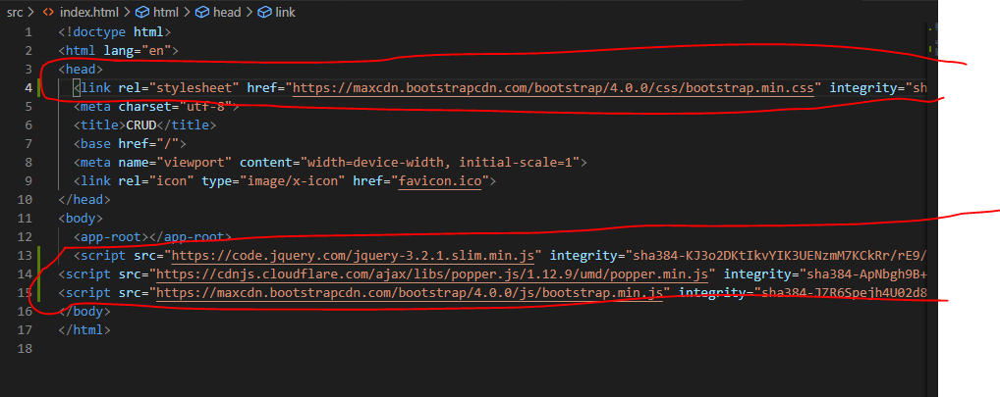 src > index.html > html > head > link
1 <!doctype html>
2 <html lang="en">
3 <head>
4 <link rel="stylesheet" href="https://maxcdn.bootstrapcdn.com/bootstrap/4.0.0/css/bootstrap.min.css" integrity="sh
5 <meta charset="utf-8">
6 <title>CRUD</title>
7 <base href="/">
8 <meta name="viewport" content="width=device-width, initial-scale=1">
9 <link rel="icon" type="image/x-icon" href="favicon.ico">
10 </head>
11 <body>
12 <app-root></app-root>
13 <script src="https://code.jquery.com/jquery-3.2.1.slim.min.js" integrity="sha384-KJ3o2DKtIkvYIK3UENzmM7KCkRr/rE9/
14 <script src="https://cdnjs.cloudflare.com/ajax/libs/popper.js/1.12.9/umd/popper.min.js" integrity="sha384-ApNbgh9B+
15 <script src="https://maxcdn.bootstrapcdn.com/bootstrap/4.0.0/js/bootstrap.min.js" integrity="sha384-JZR6Spejh4U02d8
16 </body>
17 </html>
18